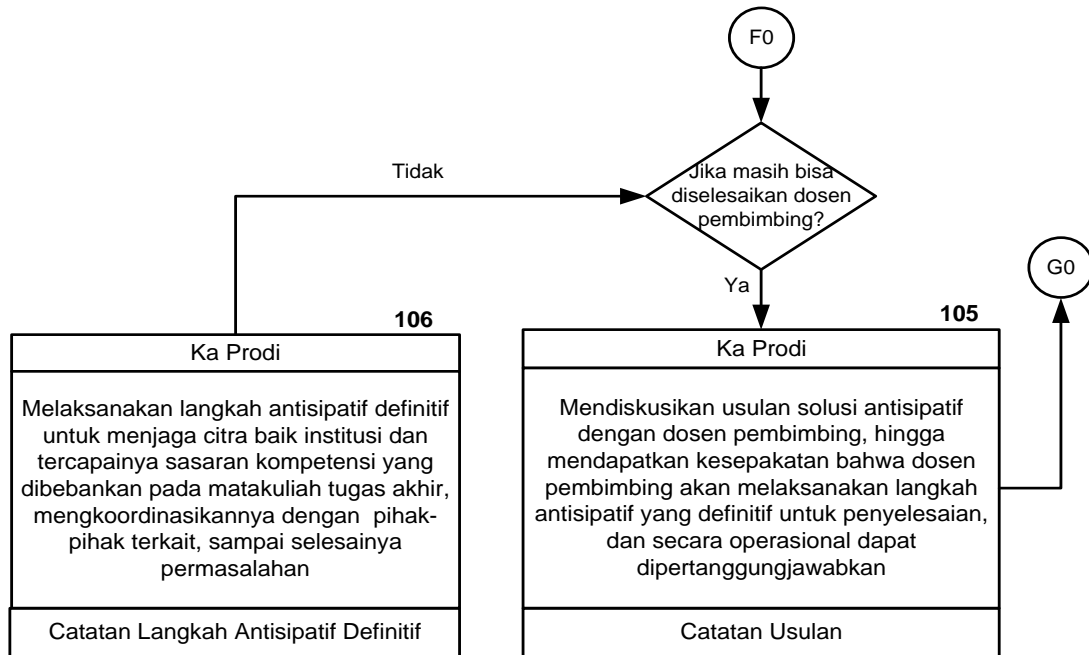 F0
Jika masih bisa
diselesaikan dosen
pembimbing?
Tidak
Ya
G0
106
Ka Prodi
Melaksanakan langkah antisipatif definitif
untuk menjaga citra baik institusi dan
tercapainya sasaran kompetensi yang
dibebankan pada matakuliah tugas akhir,
mengkoordinasikannya dengan pihak-
pihak terkait, sampai selesainya
permasalahan
Catatan Langkah Antisipatif Definitif
105
Ka Prodi
Mendiskusikan usulan solusi antisipatif
dengan dosen pembimbing, hingga
mendapatkan kesepakatan bahwa dosen
pembimbing akan melaksanakan langkah
antisipatif yang definitif untuk penyelesaian,
dan secara operasional dapat
dipertanggungjawabkan
Catatan Usulan